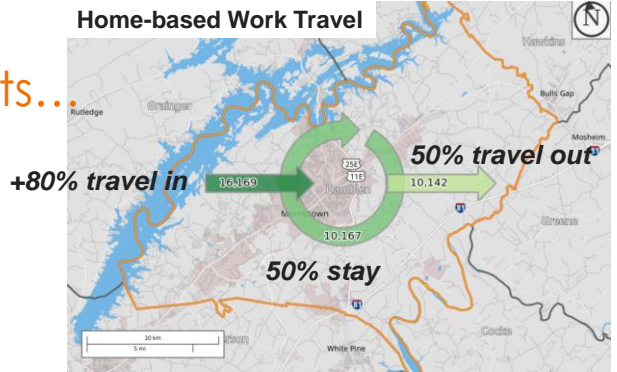 Home-based Work Travel
N
ts...
Hawkins
Rutledge
Grainger
Bulls Gap
Mosheim
81
+80% travel in
16,169
25E
11E
Hamblen
50% travel out
10,142
Morristown
81
Greene
10,167
50% stay
81
Cocke
10 km
5 mi
erson
White Pine